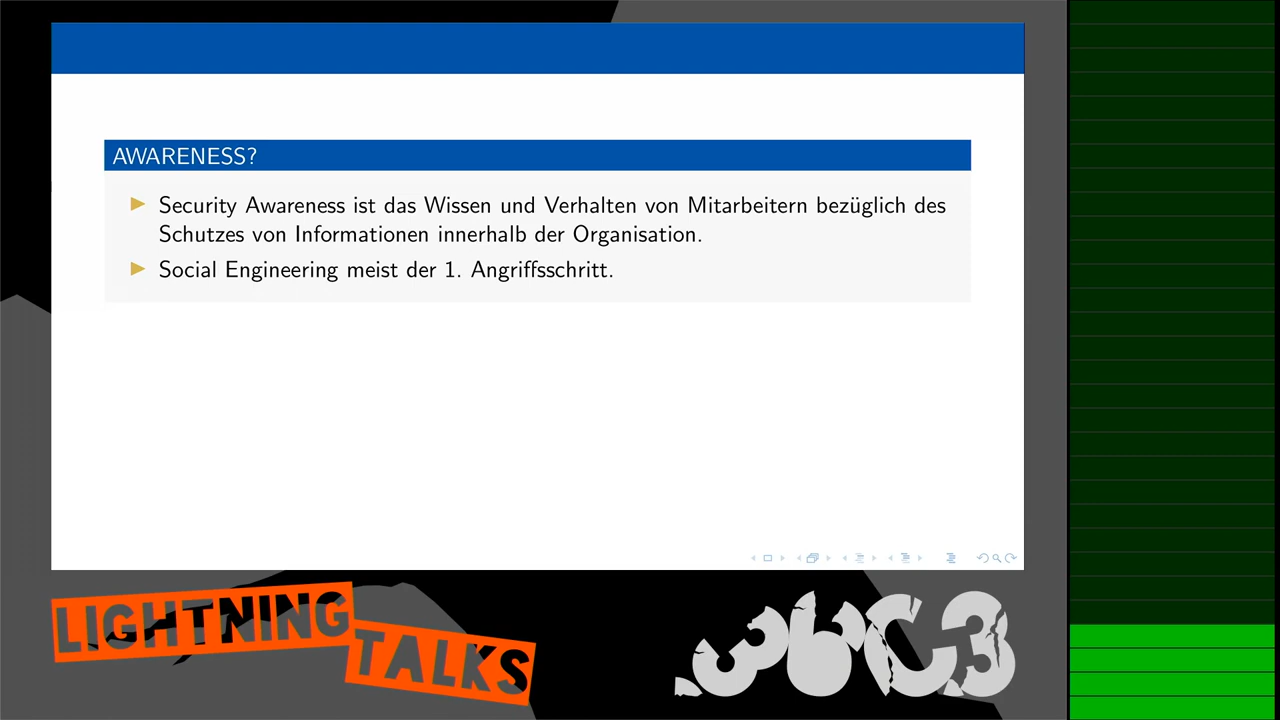 AWARENESS?
Security Awareness ist das Wissen und Verhalten von Mitarbeitern bezüglich des
Schutzes von Informationen innerhalb der Organisation.
Social Engineering meist der 1. Angriffsschritt.
LIGHTNING
TALKS
36C3